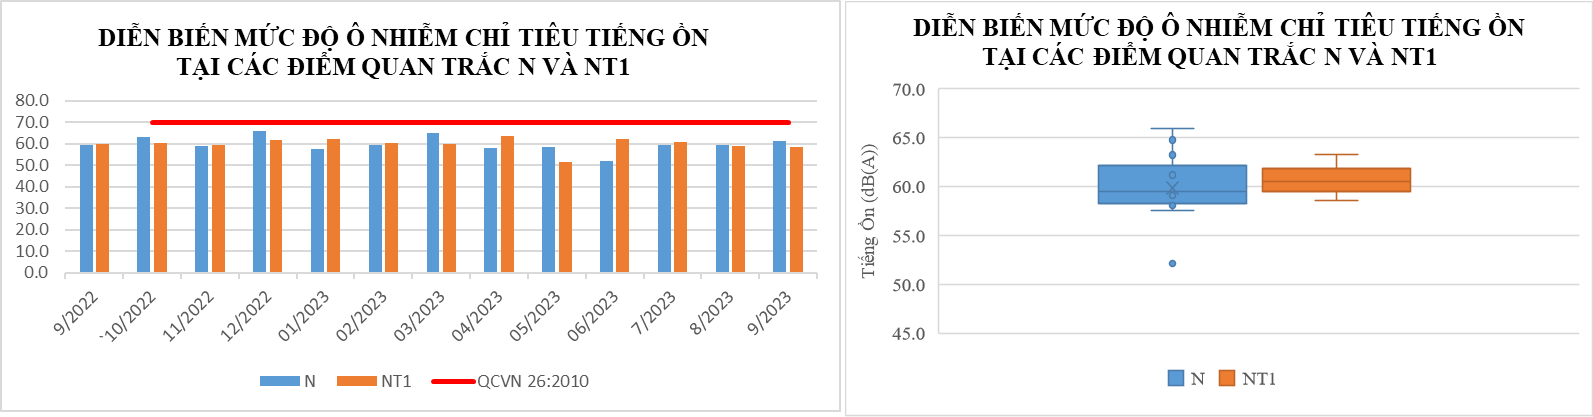 DIỄN BIẾN MỨC ĐỘ Ô NHIỄM CHỈ TIÊU TIẾNG ỒN
TẠI CÁC ĐIỂM QUAN TRẮC N VÀ NT1
80.0
70.0
60.0
50.0
40.0
30.0
20.0
10.0
0.0
9/2022
`10/2022
11/2022
12/2022
01/2023
02/2023
03/2023
04/2023
05/2023
06/2023
7/2023
8/2023
9/2023
N
NT1
QCVN 26:2010
DIỄN BIẾN MỨC ĐỘ Ô NHIỄM CHỈ TIÊU TIẾNG ỒN
TẠI CÁC ĐIỂM QUAN TRẮC N VÀ NT1
Tiếng Ồn (dB(A))
70.0
65.0
60.0
55.0
50.0
45.0
N
NT1